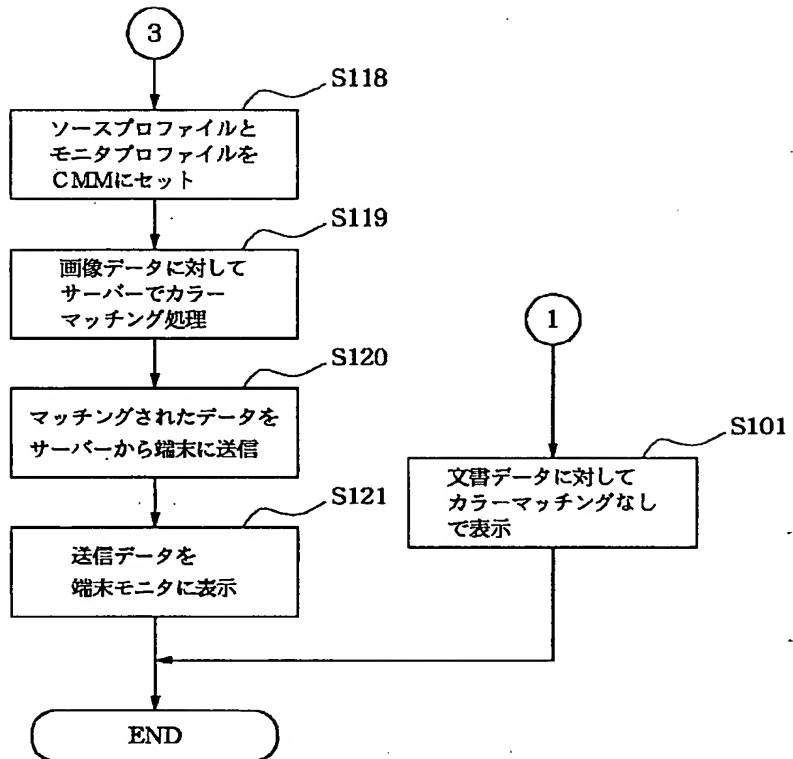 3
S118
ソースプロファイルと
モニタプロファイルを
CMMにセット
S119
画像データに対して
サーバーでカラー
マッチング処理
S120
マッチングされたデータを
サーバーから端末に送信
S121
送信データを
端末モニタに表示
1
S101
文書データに対して
カラーマッチングなし
で表示
END